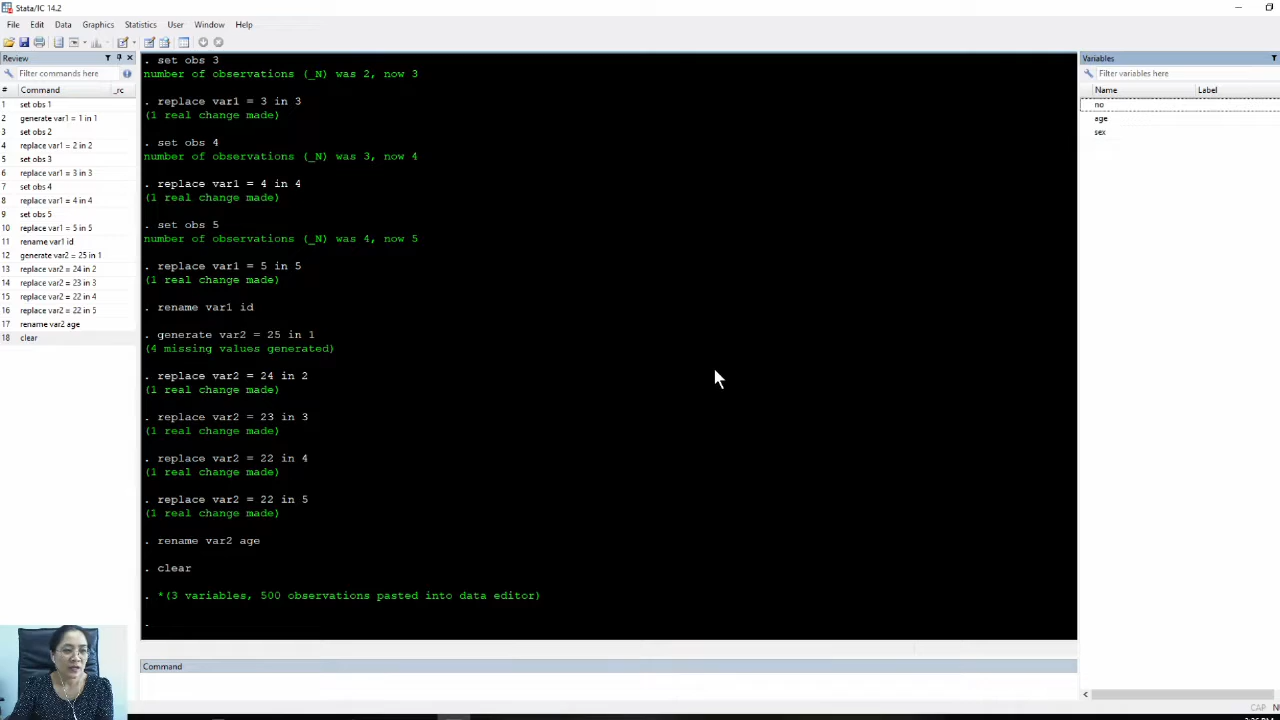 Stata/IC 14.2
File Edit Data Graphics Statistics User Window Help
Review
Filter commands here
# Command _rc
1 set obs 1
2 generate var1 = 1 in 1
3 set obs 2
4 replace var1 = 2 in 2
5 set obs 3
6 replace var1 = 3 in 3
7 set obs 4
8 replace var1 = 4 in 4
9 set obs 5
10 replace var1 = 5 in 5
11 rename var1 id
12 generate var2 = 25 in 1
13 replace var2 = 24 in 2
14 replace var2 = 23 in 3
15 replace var2 = 22 in 4
16 replace var2 = 22 in 5
17 rename var2 age
18 clear
. set obs 3
number of observations (_N) was 2, now 3
. replace var1 = 3 in 3
(1 real change made)
. set obs 4
number of observations (_N) was 3, now 4
. replace var1 = 4 in 4
(1 real change made)
. set obs 5
number of observations (_N) was 4, now 5
. replace var1 = 5 in 5
(1 real change made)
. rename var1 id
. generate var2 = 25 in 1
(4 missing values generated)
. replace var2 = 24 in 2
(1 real change made)
. replace var2 = 23 in 3
(1 real change made)
. replace var2 = 22 in 4
(1 real change made)
. replace var2 = 22 in 5
(1 real change made)
. rename var2 age
. clear
. *(3 variables, 500 observations pasted into data editor)
.
Command
Variables
Filter variables here
Name Label
no
age
sex
CAP